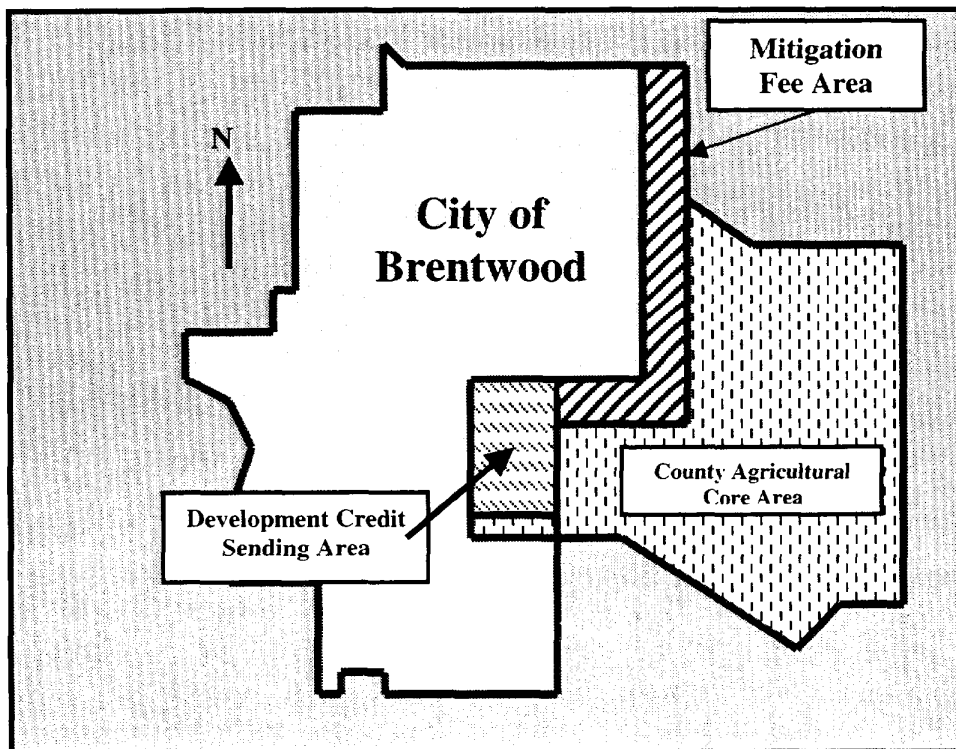 Mitigation
Fee Area
N
City of
Brentwood
County Agricultural
Core Area
Development Credit
Sending Area